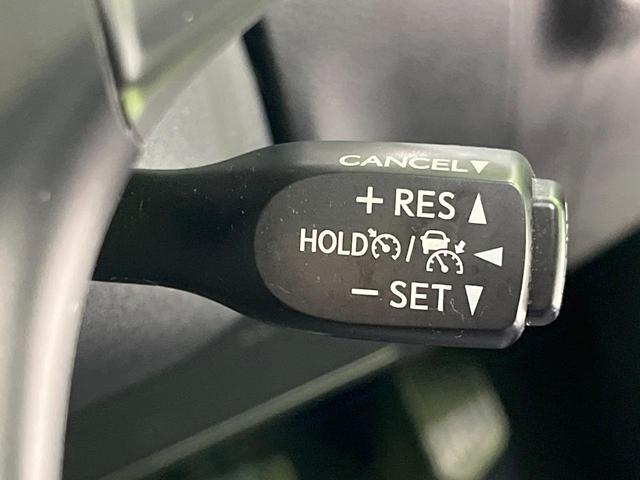 CANCEL▼
+ RES ▲
HOLD / ◄
− SET ▼